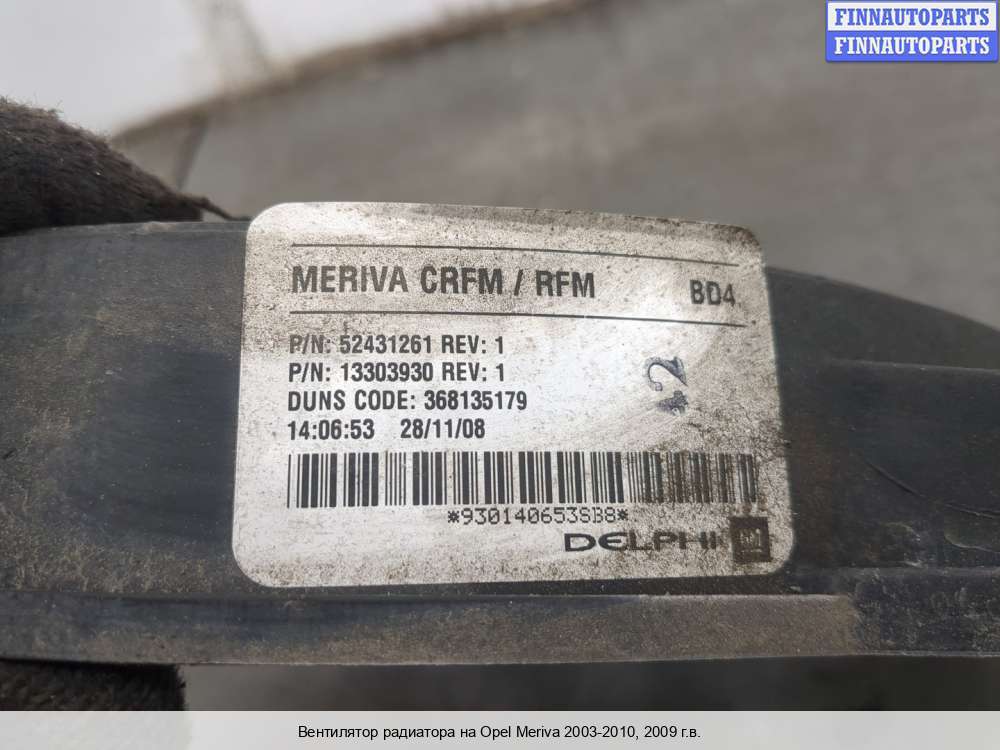 FINNAUTOPARTS
FINNAUTOPARTS
MERIVA CRFM / RFM BD4
P/N: 52431261 REV: 1
P/N: 13303930 REV: 1
DUNS CODE: 368135179
14:06:53 28/11/08
*930140653SB8*
DELPHI GM
Вентилятор радиатора на Opel Meriva 2003-2010, 2009 г.в.